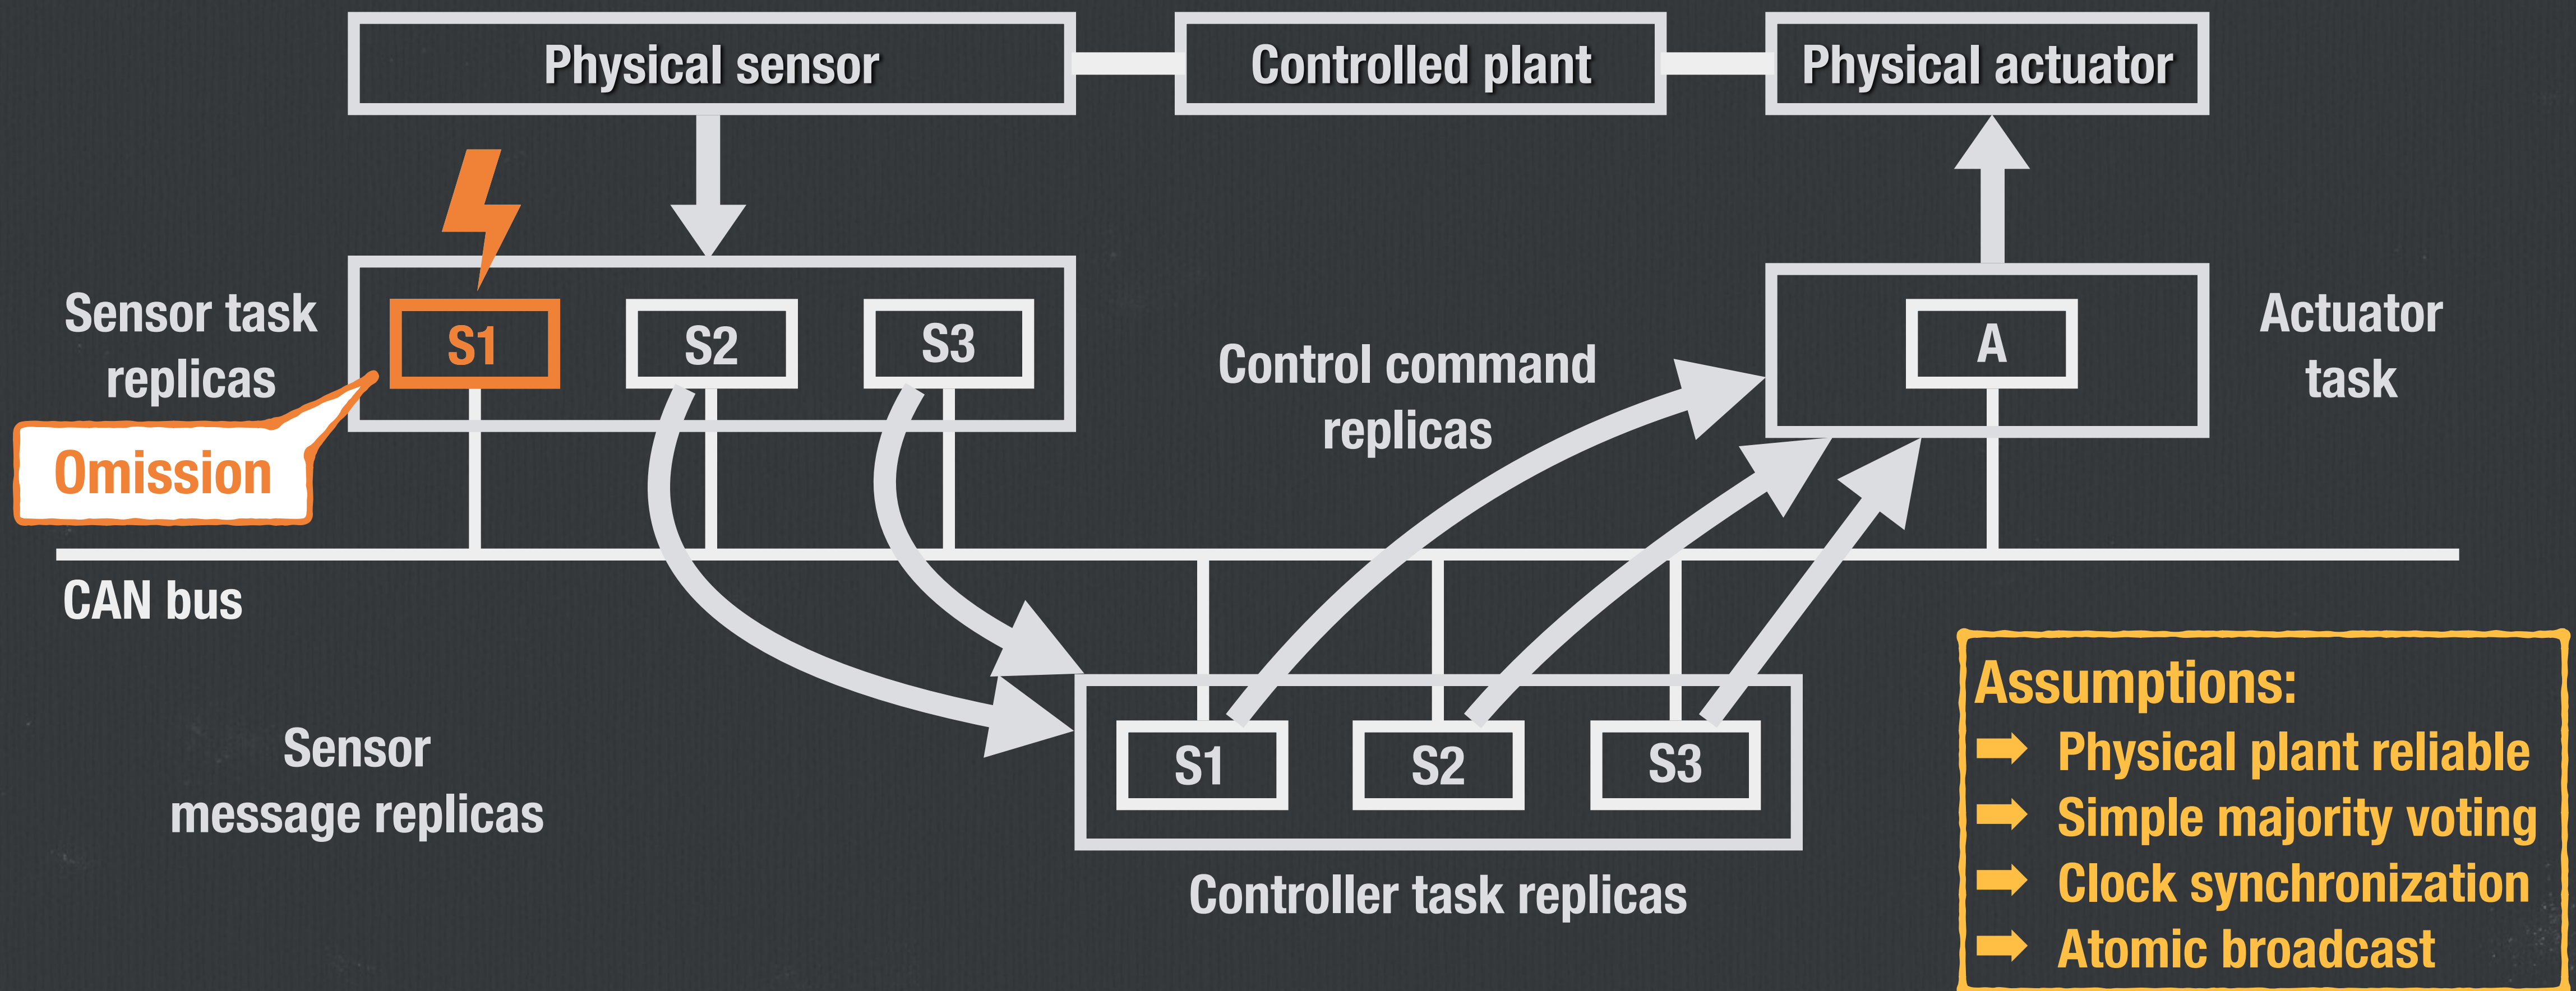 Physical sensor
Controlled plant
Physical actuator
Sensor task
replicas
S1
S2
S3
Omission
Control command
replicas
A
Actuator
task
CAN bus
Sensor
message replicas
S1
S2
S3
Controller task replicas
Assumptions:
Physical plant reliable
Simple majority voting
Clock synchronization
Atomic broadcast